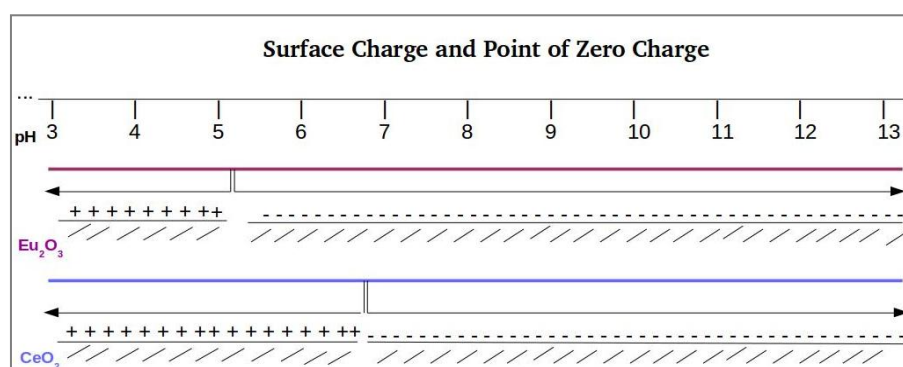 Surface Charge and Point of Zero Charge
...
pH 3 4 5 6 7 8 9 10 11 12 13
+ + + + + + + + + - - - - - - - - - - - - - - - - - - - - - - - - - - - - - - - - - - - - - - - - - - - -
Eu₂O₃
+ + + + + + + + + + + + + + + + + - - - - - - - - - - - - - - - - - - - - - - - - - - - - - - - - - - - -
CeO₂